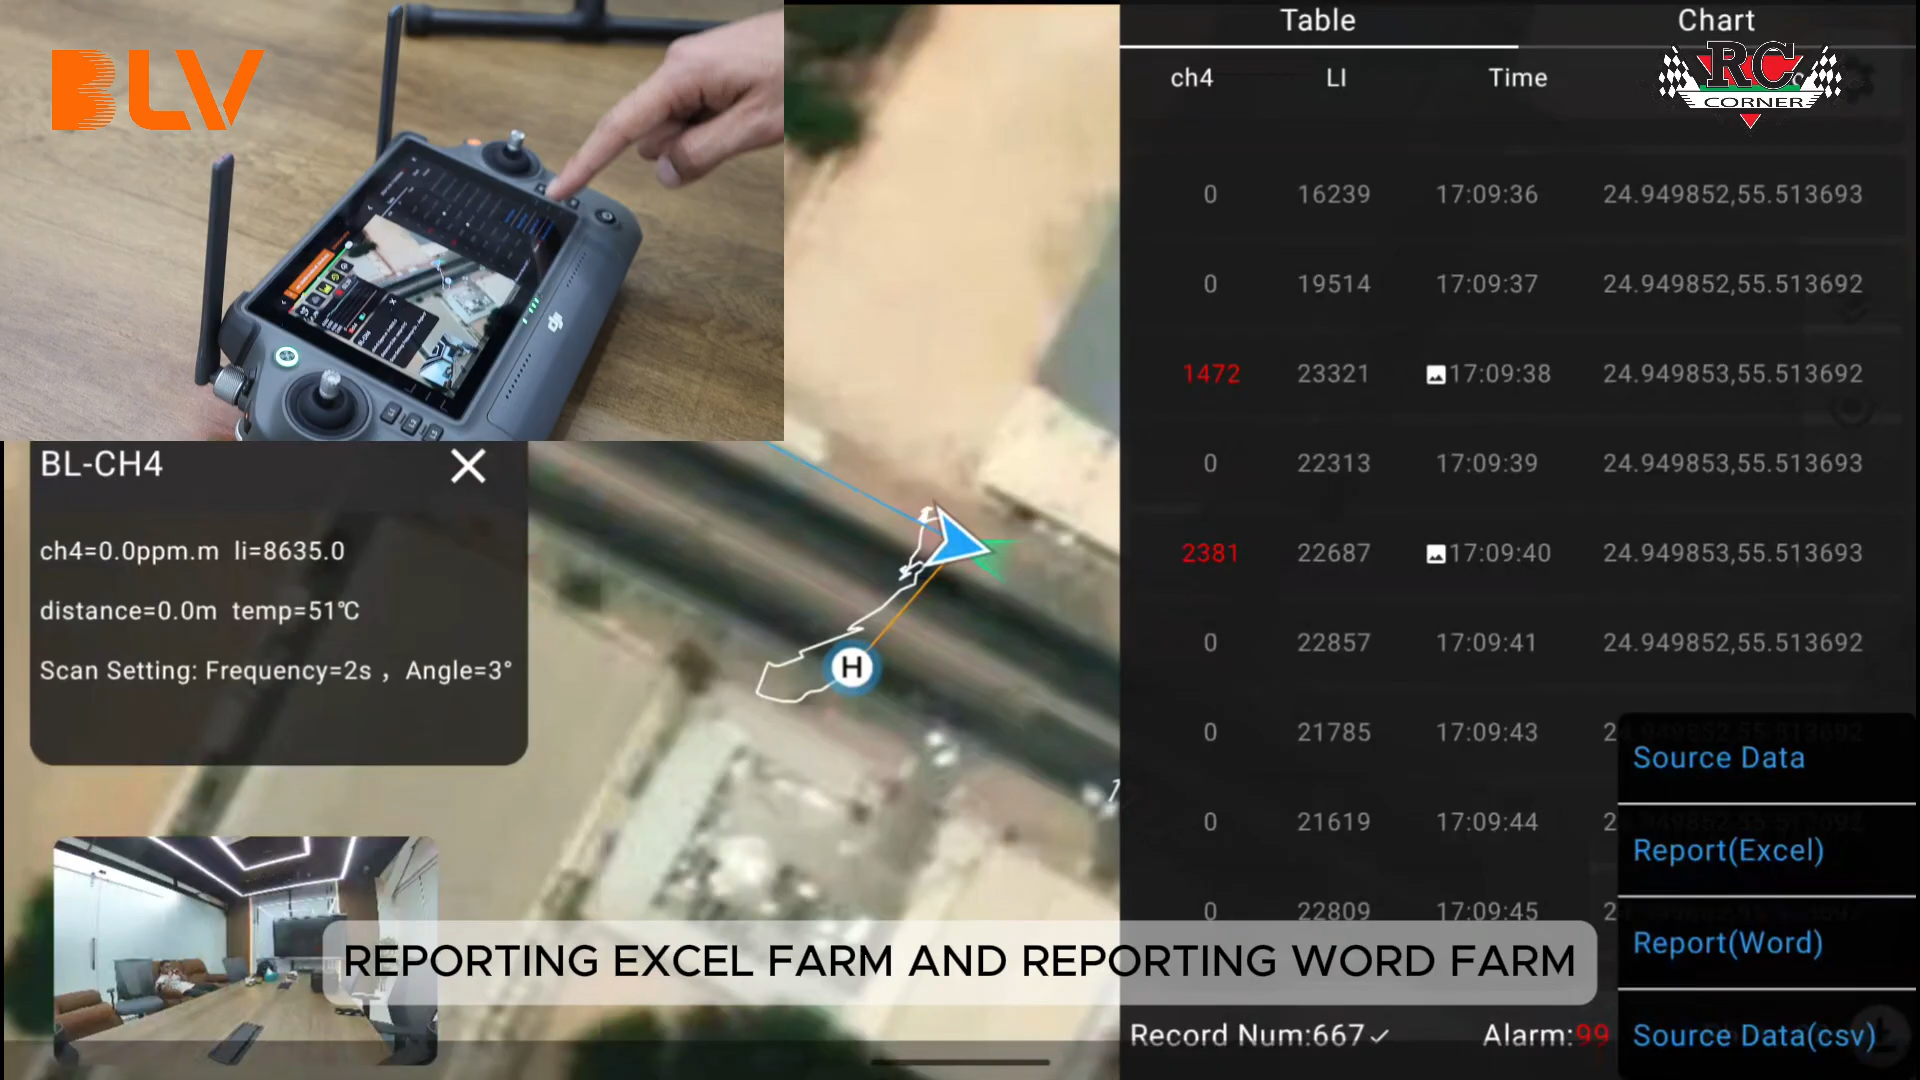 BLV
Table
Chart
RC
CORNER
ch4
LI
Time
0
16239
17:09:36
24.949852,55.513693
0
19514
17:09:37
24.949852,55.513692
1472
23321
17:09:38
24.949853,55.513692
0
22313
17:09:39
24.949853,55.513693
2381
22687
17:09:40
24.949853,55.513693
0
22857
17:09:41
24.949852,55.513692
0
21785
17:09:43
0
21619
17:09:44
0
22809
17:09:45
BL-CH4
ch4=0.0ppm.m li=8635.0
distance=0.0m temp=51℃
Scan Setting: Frequency=2s , Angle=3°
H
Source Data
Report(Excel)
Report(Word)
Source Data(csv)
REPORTING EXCEL FARM AND REPORTING WORD FARM
Record Num:667
Alarm:99